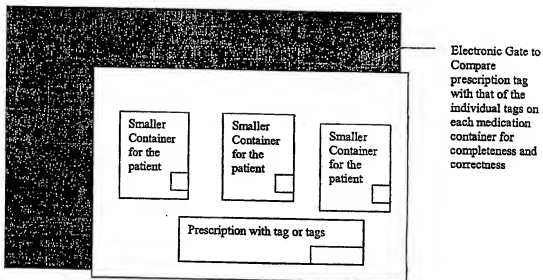 Electronic Gate to
Compare
prescription tag
with that of the
individual tags on
each medication
container for
completeness and
correctness
Smaller
Container
for the
patient
Smaller
Container
for the
patient
Smaller
Container
for the
patient
Prescription with tag or tags